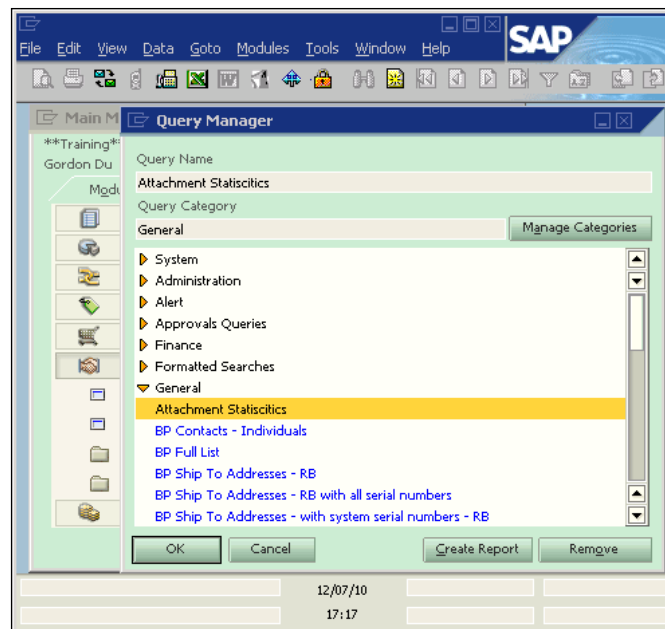 File Edit View Data Goto Modules Tools Window Help
SAP
Main M
Query Manager
**Training*
Gordon Du
Modu
Query Name
Attachment Statiscitics
Query Category
General
Manage Categories
System
Administration
Alert
Approvals Queries
Finance
Formatted Searches
General
Attachment Statiscitics
BP Contacts - Individuals
BP Full List
BP Ship To Addresses - RB
BP Ship To Addresses - RB with all serial numbers
BP Ship To Addresses - with system serial numbers - RB
OK Cancel Create Report Remove
12/07/10
17:17